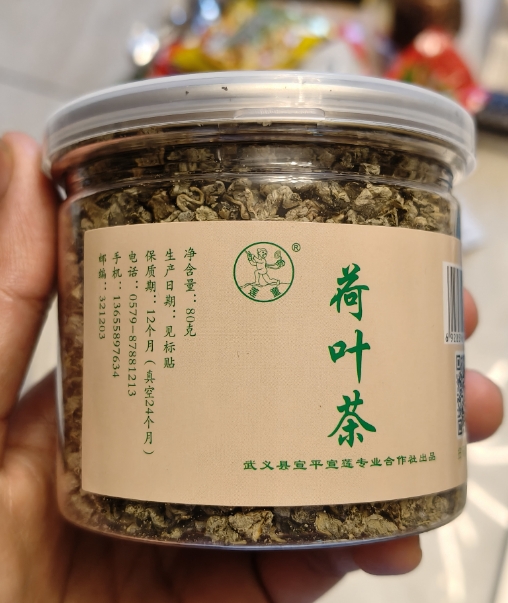 荷叶茶
武义县宣平宣莲专业合作社出品
®
净含量：80克
生产日期：见标贴
保质期：12个月（真空24个月）
电话：0579-87881213
手机：13655897634
邮编：321203